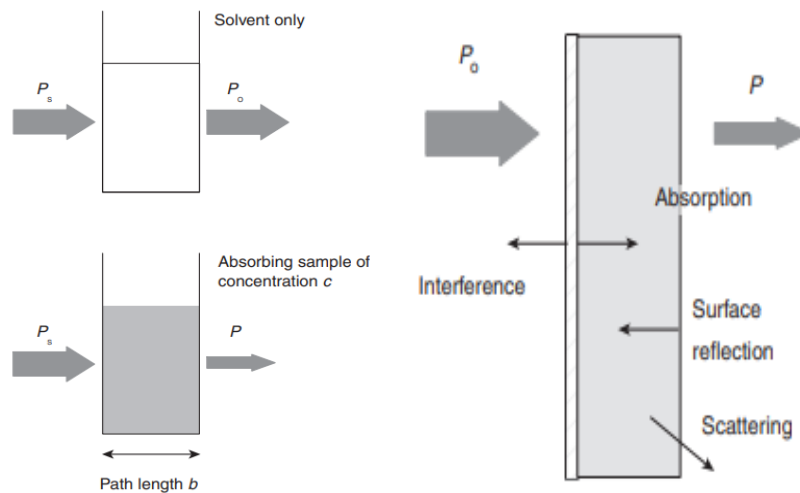 Solvent only
Ps
Po
Absorbing sample of
concentration c
Ps
P
Path length b
Po
P
Absorption
Interference
Surface
reflection
Scattering